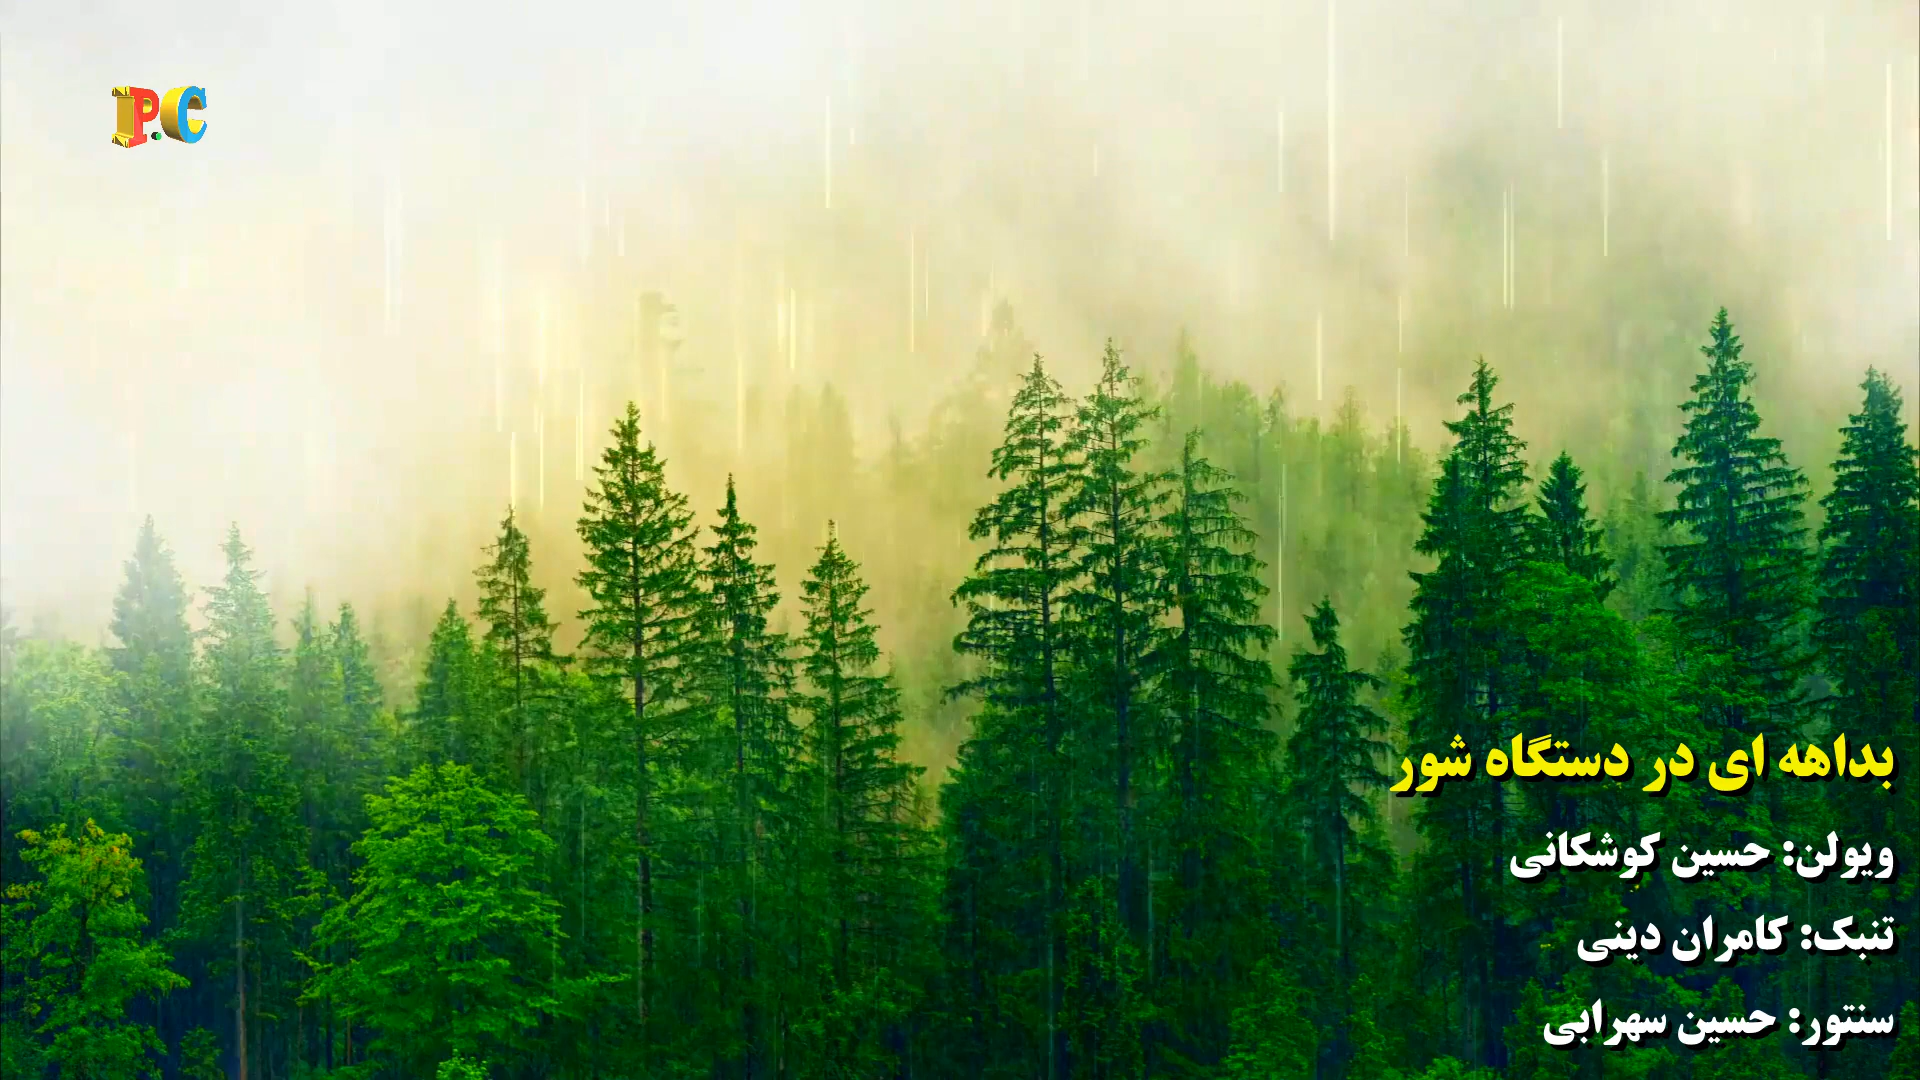 P.C
بداهه ای در دستگاه شور
ویولن: حسین کوشکانی
تنبک: کامران دینی
سنتور: حسین سهرابی